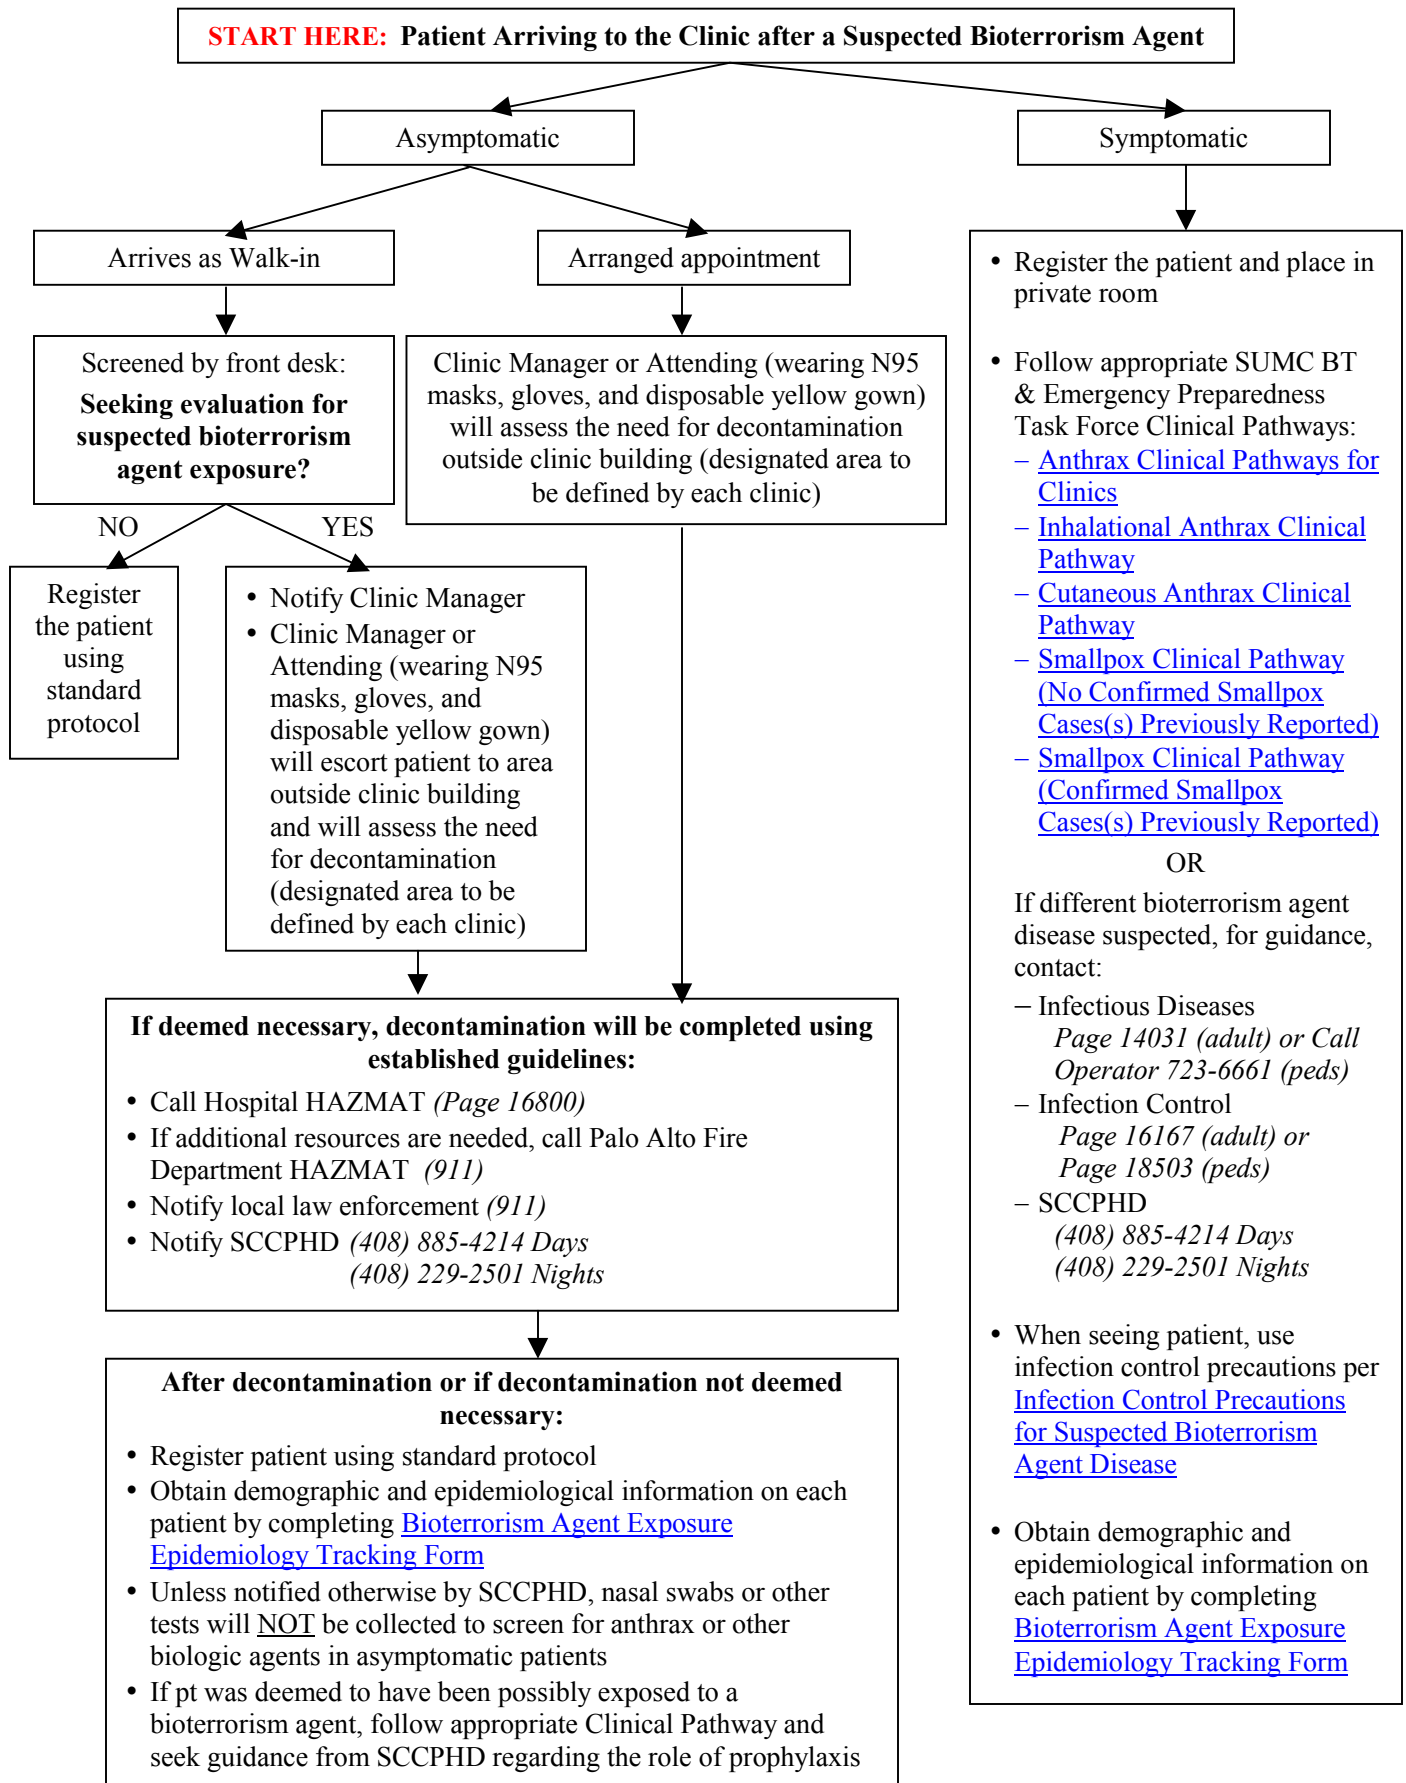 START HERE: Patient Arriving to the Clinic after a Suspected Bioterrorism Agent
Asymptomatic
Symptomatic
Arrives as Walk-in
Arranged appointment
Screened by front desk:
Seeking evaluation for
suspected bioterrorism
agent exposure?
NO
YES
Register
the patient
using
standard
protocol
• Notify Clinic Manager
• Clinic Manager or
Attending (wearing N95
masks, gloves, and
disposable yellow gown)
will escort patient to area
outside clinic building
and will assess the need
for decontamination
(designated area to be
defined by each clinic)
Clinic Manager or Attending (wearing N95
masks, gloves, and disposable yellow gown)
will assess the need for decontamination
outside clinic building (designated area to
be defined by each clinic)
If deemed necessary, decontamination will be completed using
established guidelines:
• Call Hospital HAZMAT (Page 16800)
• If additional resources are needed, call Palo Alto Fire
Department HAZMAT (911)
• Notify local law enforcement (911)
• Notify SCCPHD (408) 885-4214 Days
(408) 229-2501 Nights
After decontamination or if decontamination not deemed
necessary:
• Register patient using standard protocol
• Obtain demographic and epidemiological information on each
patient by completing Bioterrorism Agent Exposure
Epidemiology Tracking Form
• Unless notified otherwise by SCCPHD, nasal swabs or other
tests will NOT be collected to screen for anthrax or other
biologic agents in asymptomatic patients
• If pt was deemed to have been possibly exposed to a
bioterrorism agent, follow appropriate Clinical Pathway and
seek guidance from SCCPHD regarding the role of prophylaxis
• Register the patient and place in
private room
• Follow appropriate SUMC BT
& Emergency Preparedness
Task Force Clinical Pathways:
– Anthrax Clinical Pathways for
Clinics
– Inhalational Anthrax Clinical
Pathway
– Cutaneous Anthrax Clinical
Pathway
– Smallpox Clinical Pathway
(No Confirmed Smallpox
Cases(s) Previously Reported)
– Smallpox Clinical Pathway
(Confirmed Smallpox
Cases(s) Previously Reported)
OR
If different bioterrorism agent
disease suspected, for guidance,
contact:
– Infectious Diseases
Page 14031 (adult) or Call
Operator 723-6661 (peds)
– Infection Control
Page 16167 (adult) or
Page 18503 (peds)
– SCCPHD
(408) 885-4214 Days
(408) 229-2501 Nights
• When seeing patient, use
infection control precautions per
Infection Control Precautions
for Suspected Bioterrorism
Agent Disease
• Obtain demographic and
epidemiological information on
each patient by completing
Bioterrorism Agent Exposure
Epidemiology Tracking Form